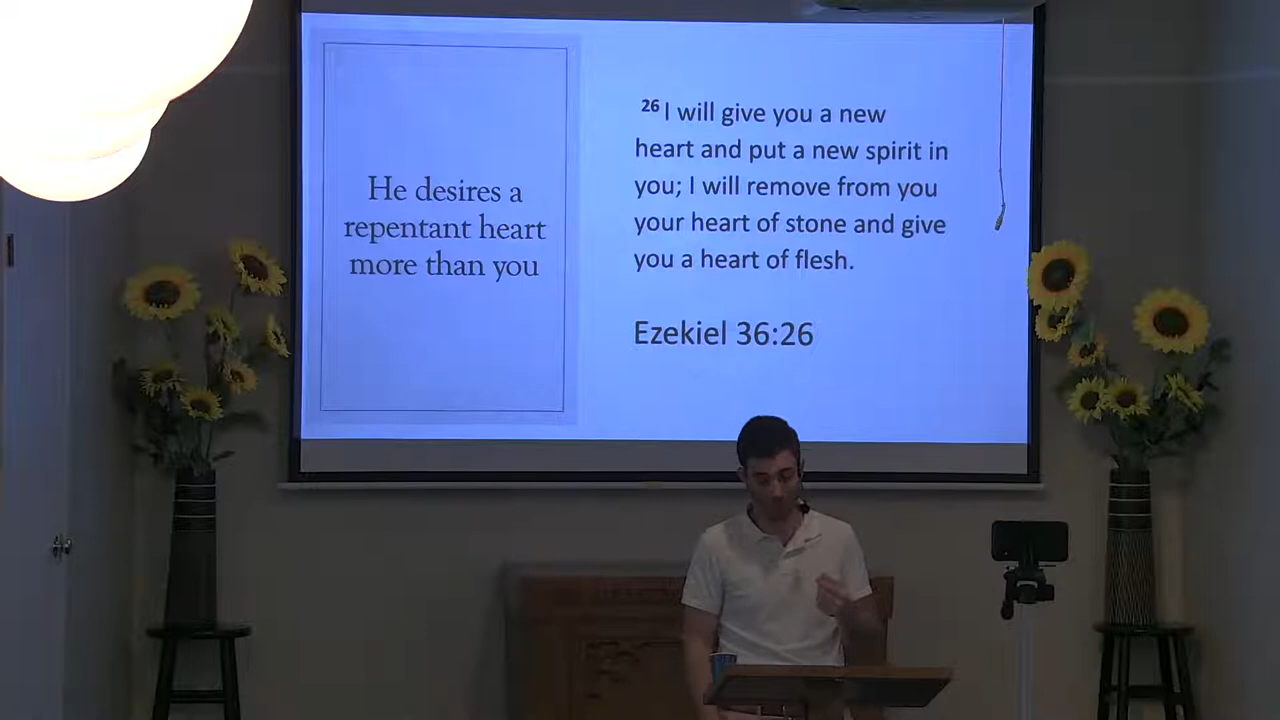 He desires a
repentant heart
more than you
26 I will give you a new
heart and put a new spirit in
you; I will remove from you
your heart of stone and give
you a heart of flesh.
Ezekiel 36:26